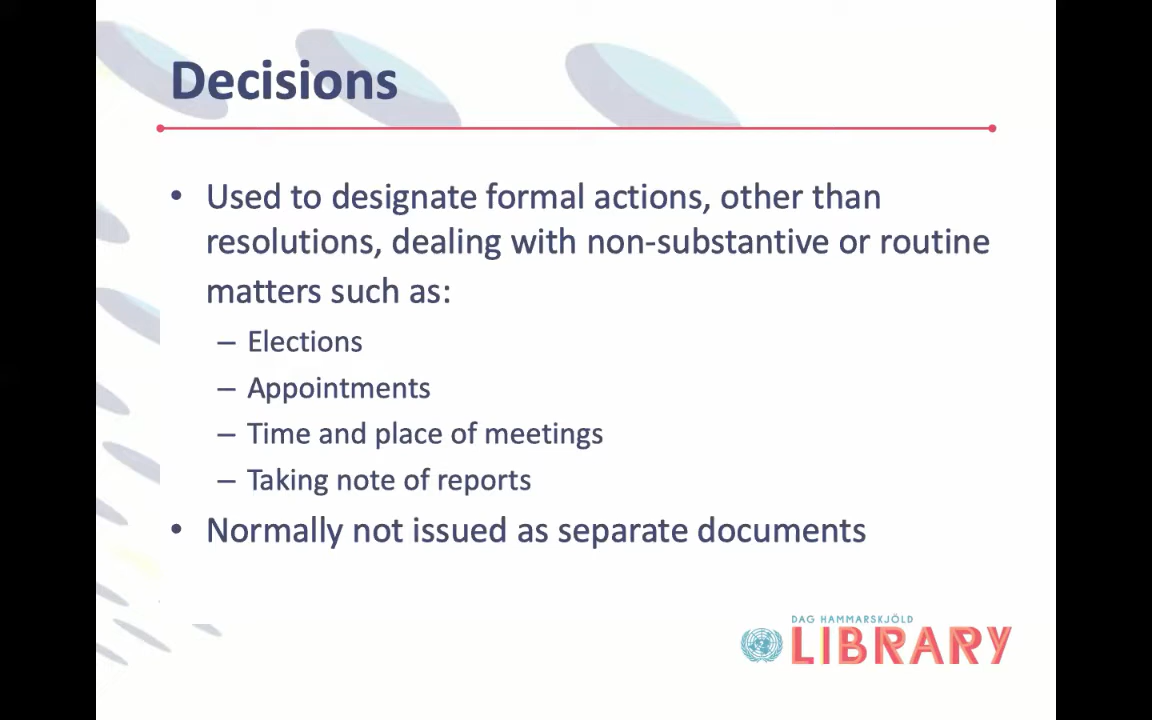 Decisions
• Used to designate formal actions, other than
resolutions, dealing with non-substantive or routine
matters such as:
– Elections
– Appointments
– Time and place of meetings
– Taking note of reports
• Normally not issued as separate documents
DAG HAMMARSKJÖLD
LIBRARY